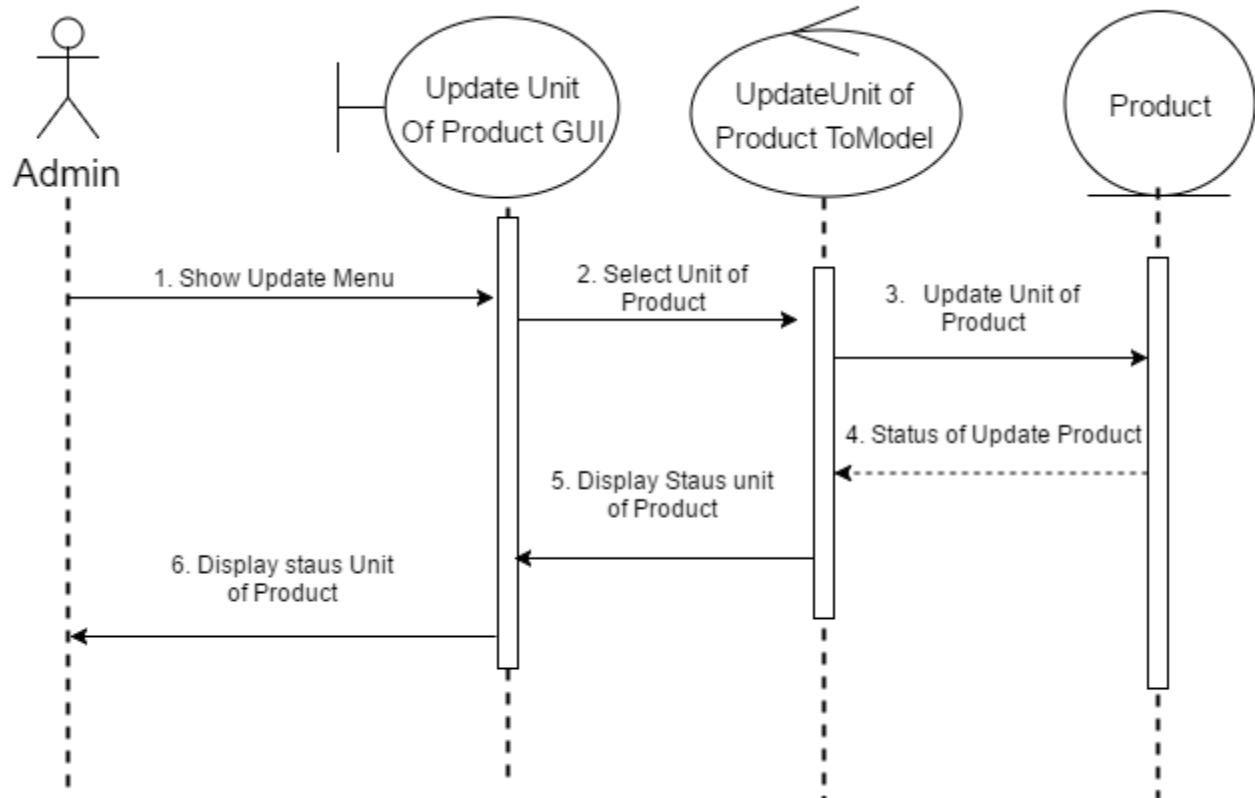 Update Unit
Of Product GUI
UpdateUnit of
Product ToModel
Product
Admin
1. Show Update Menu
2. Select Unit of
Product
3. Update Unit of
Product
4. Status of Update Product
5. Display Staus unit
of Product
6. Display staus Unit
of Product